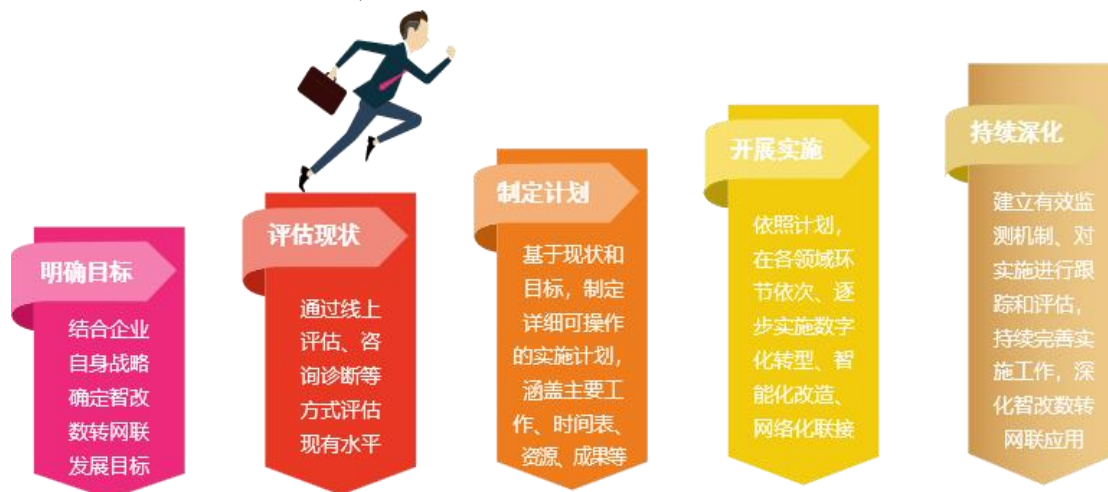 明确目标
结合企业
自身战略
确定智改
数转网联
发展目标
评估现状
通过线上
评估、咨
询诊断等
方式评估
现有水平
制定计划
基于现状和
目标，制定
详细可操作
的实施计划，
涵盖主要工
作、时间表、
资源、成果等
开展实施
依照计划，
在各领域环
节依次、逐
步实施数字
化转型、智
能化改造、
网络化联接
持续深化
建立有效监
测机制、对
实施进行跟
踪和评估，
持续完善实
施工作，深
化智改数转
网联应用